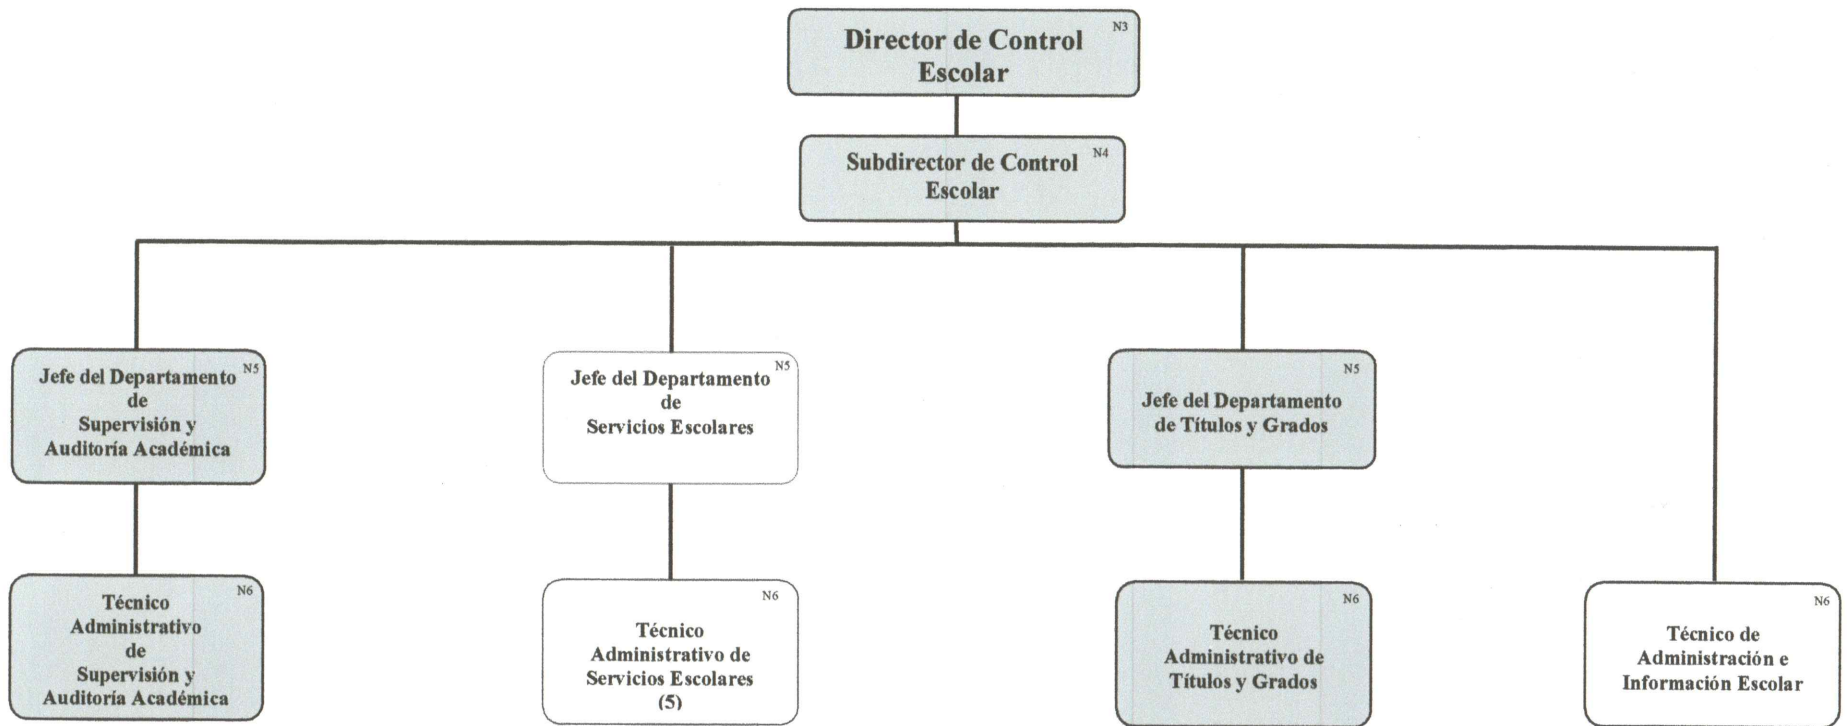 Director de Control N3
Escolar
Subdirector de Control N4
Escolar
Jefe del Departamento N5
de
Supervisión y
Auditoría Académica
Jefe del Departamento N5
de
Servicios Escolares
N5
Jefe del Departamento
de Títulos y Grados
N6
Técnico
Administrativo
de
Supervisión y
Auditoría Académica
N6
Técnico
Administrativo de
Servicios Escolares
(5)
N6
Técnico
Administrativo de
Títulos y Grados
N6
Técnico de
Administración e
Información Escolar